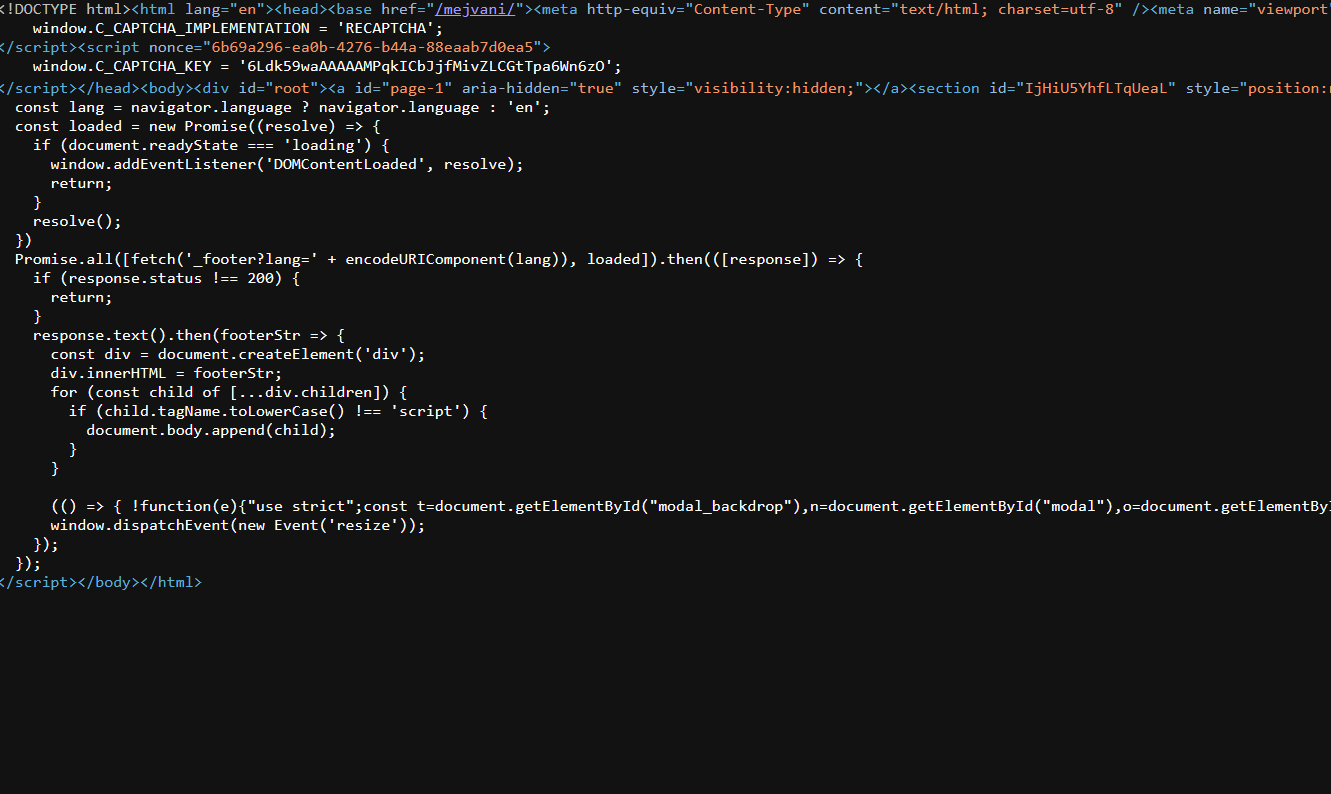 <!DOCTYPE html><html lang="en"><head><base href="/mejvani/"><meta http-equiv="Content-Type" content="text/html; charset=utf-8" /><meta name="viewport"
window.C_CAPTCHA_IMPLEMENTATION = 'RECAPTCHA';
</script><script nonce="6b69a296-ea0b-4276-b44a-88eaab7d0ea5">
window.C_CAPTCHA_KEY = '6Ldk59waAAAAAMPqkICbJjfMivZLCGtTpa6Wn6zO';
</script></head><body><div id="root"><a id="page-1" aria-hidden="true" style="visibility:hidden;"></a><section id="IjHiU5YhfLTqUeaL" style="position:
const lang = navigator.language ? navigator.language : 'en';
const loaded = new Promise((resolve) => {
if (document.readyState === 'loading') {
window.addEventListener('DOMContentLoaded', resolve);
return;
}
resolve();
})
Promise.all([fetch('_footer?lang=' + encodeURIComponent(lang)), loaded]).then(([response]) => {
if (response.status !== 200) {
return;
}
response.text().then(footerStr => {
const div = document.createElement('div');
div.innerHTML = footerStr;
for (const child of [...div.children]) {
if (child.tagName.toLowerCase() !== 'script') {
document.body.append(child);
}
}
(() => { !function(e){"use strict";const t=document.getElementById("modal_backdrop"),n=document.getElementById("modal"),o=document.getElementBy
window.dispatchEvent(new Event('resize'));
});
});
</script></body></html>